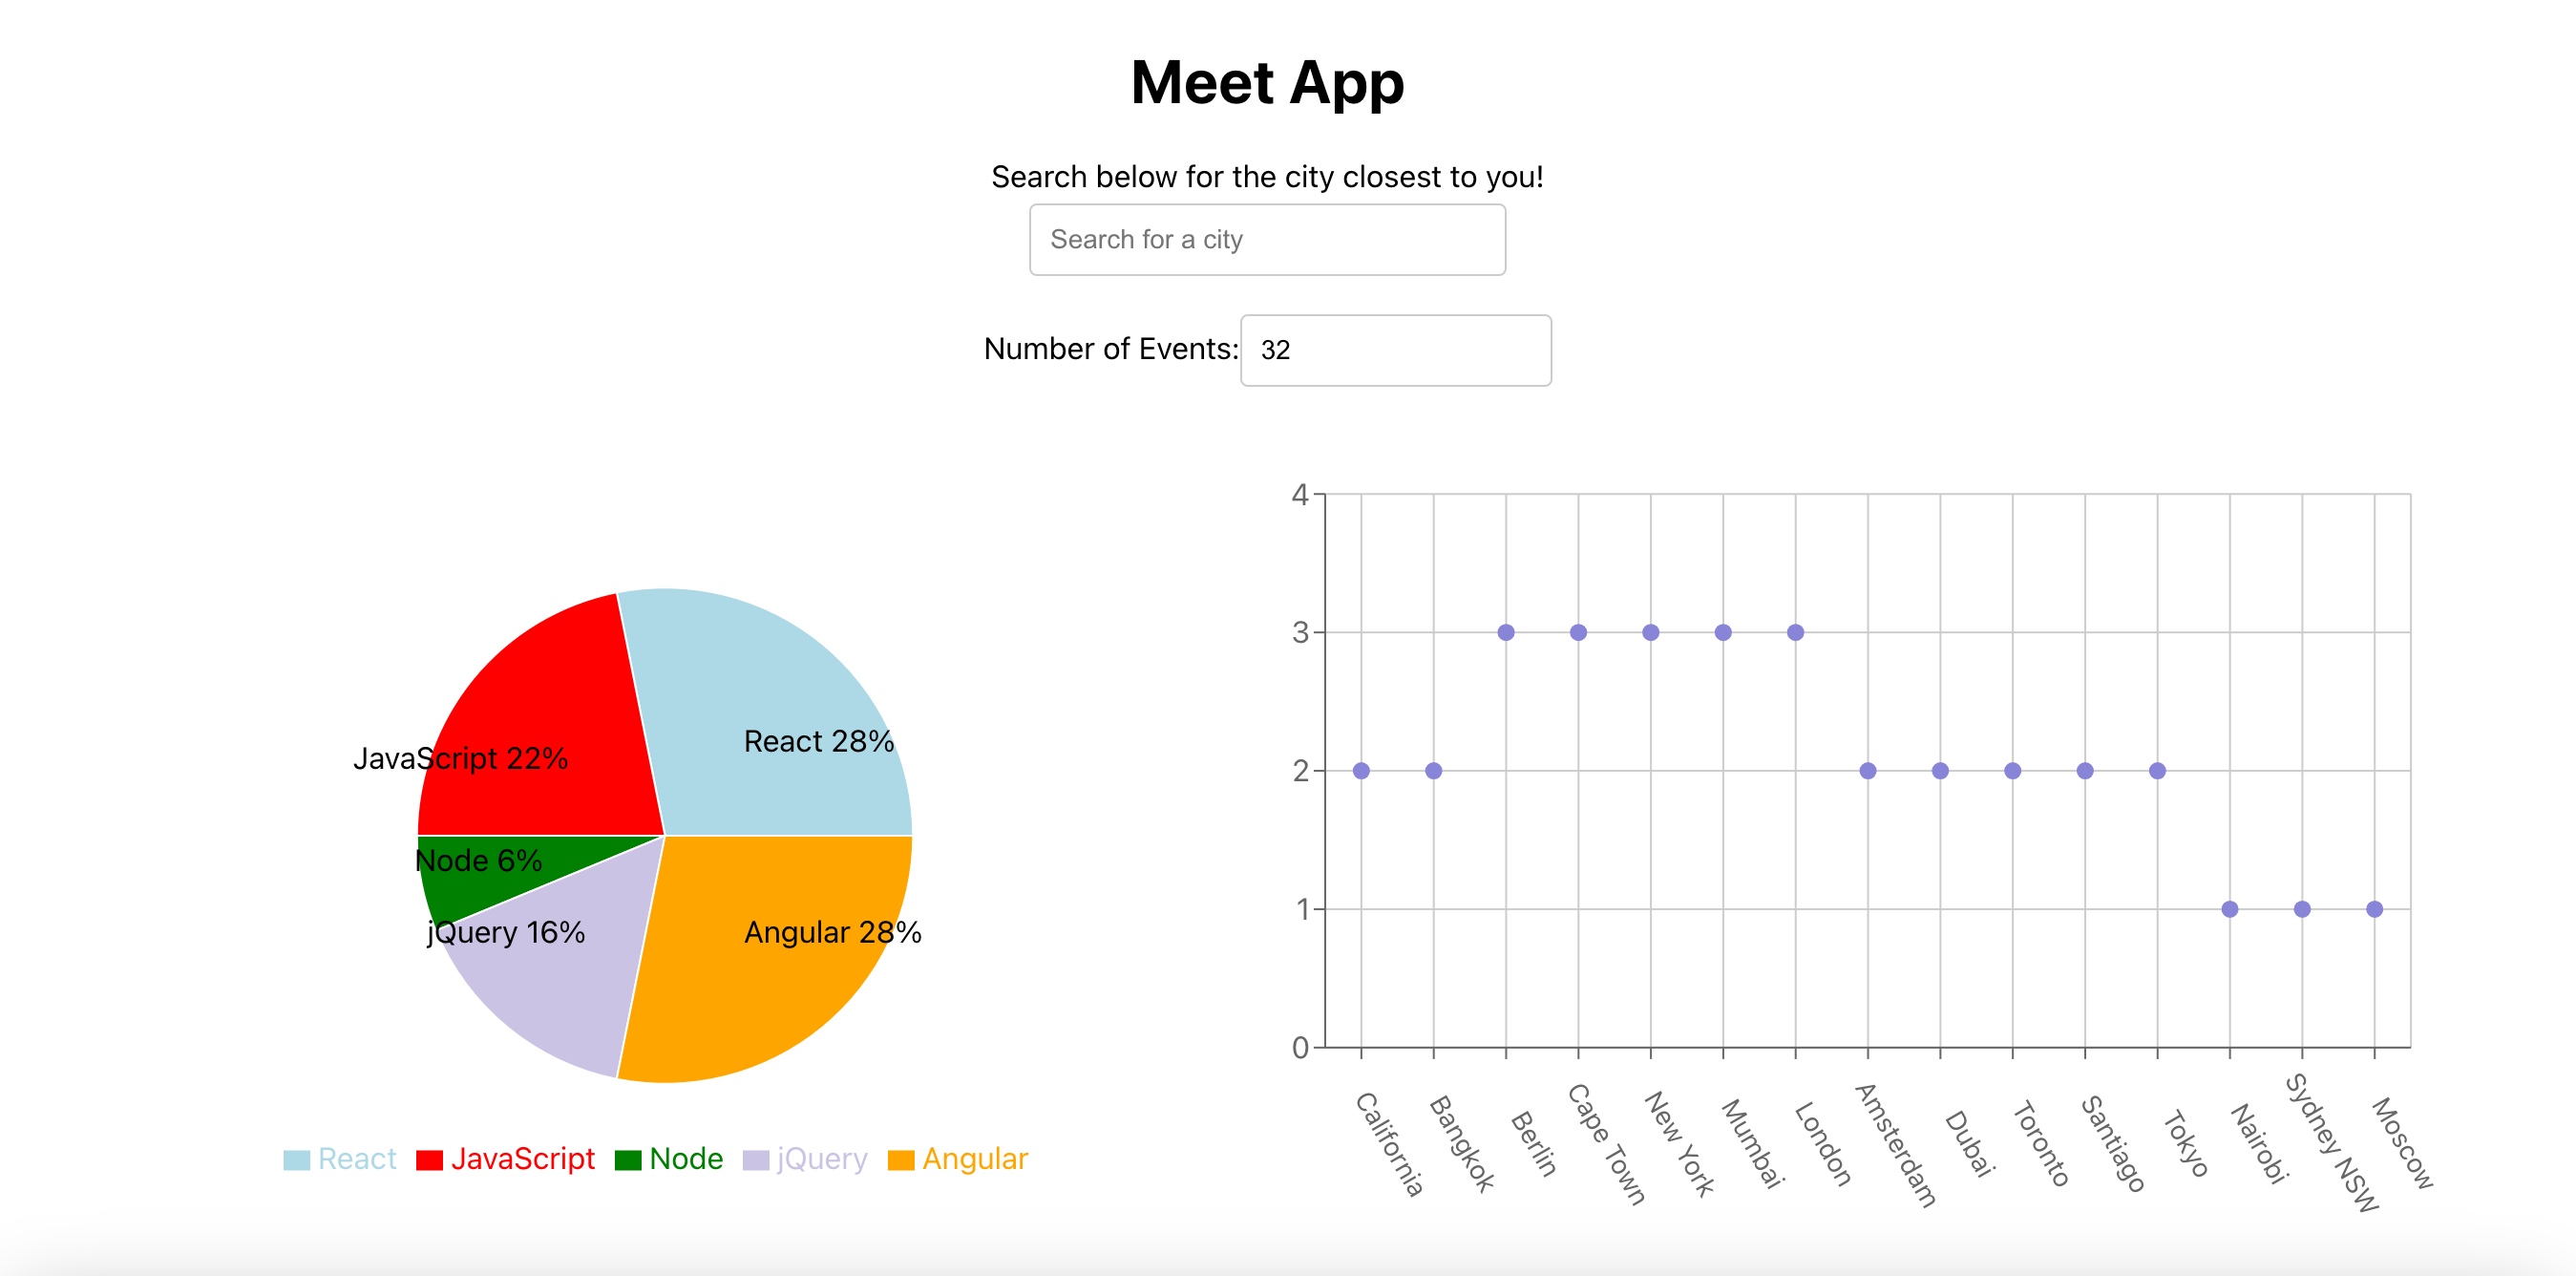 Meet App
Search below for the city closest to you!
Search for a city
Number of Events: 32
React 28%
JavaScript 22%
Node 6%
jQuery 16%
Angular 28%
React JavaScript Node jQuery Angular
4
3
2
1
0
California
Bangkok
Berlin
Cape Town
New York
Mumbai
London
Amsterdam
Dubai
Toronto
Santiago
Tokyo
Nairobi
Sydney NSW
Moscow